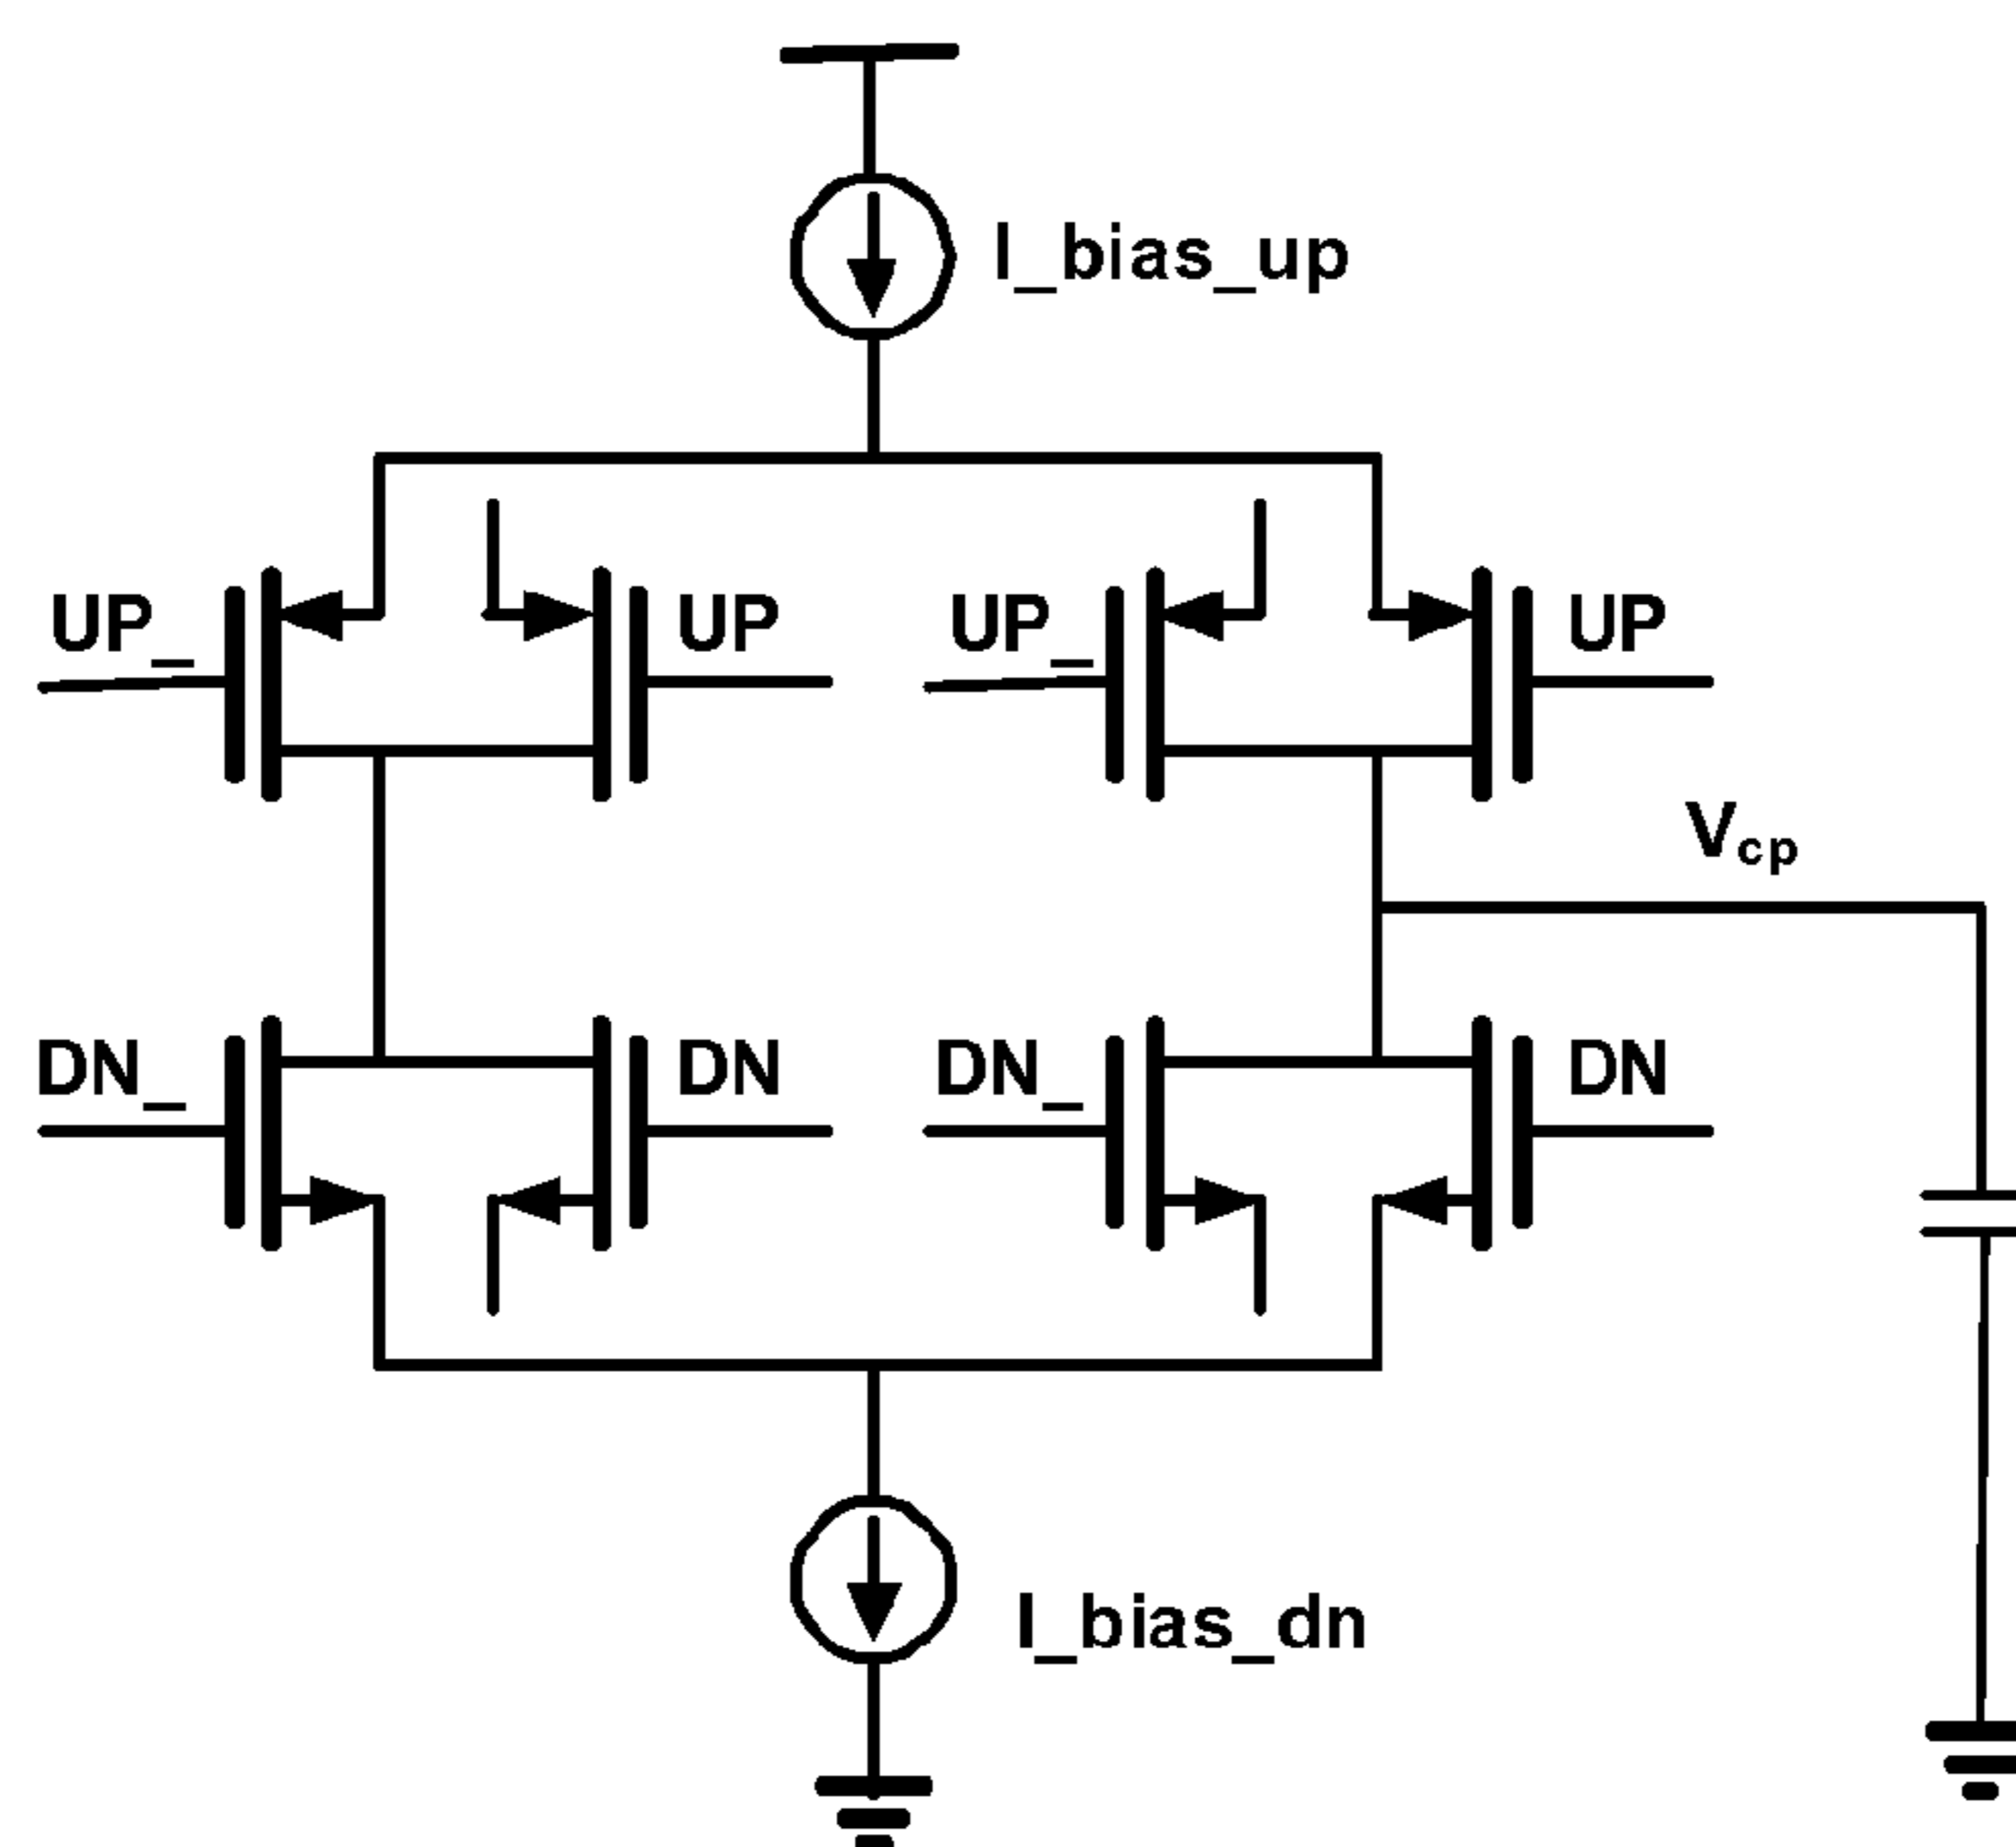 I_bias_up
UP_ UP UP_ UP
Vcp
DN_ DN DN_ DN
I_bias_dn